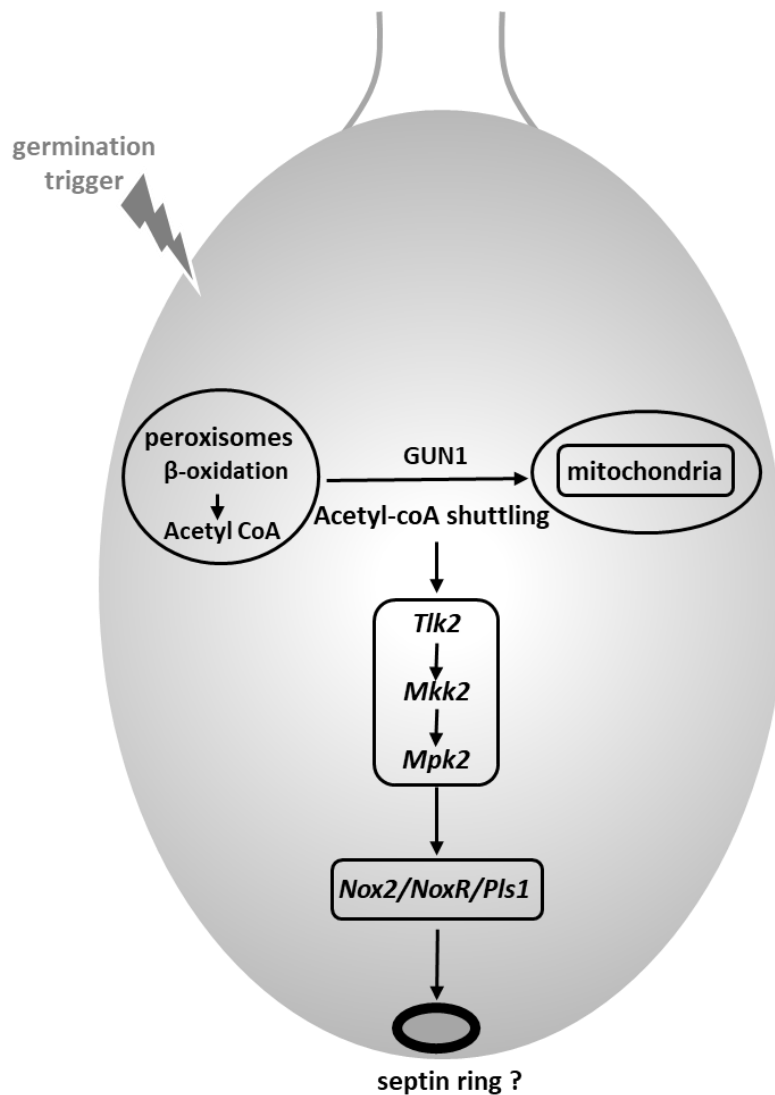 germination
trigger
peroxisomes
β-oxidation
Acetyl CoA
GUN1
Acetyl-coA shuttling
mitochondria
Tlk2
Mkk2
Mpk2
Nox2/NoxR/Pls1
septin ring ?